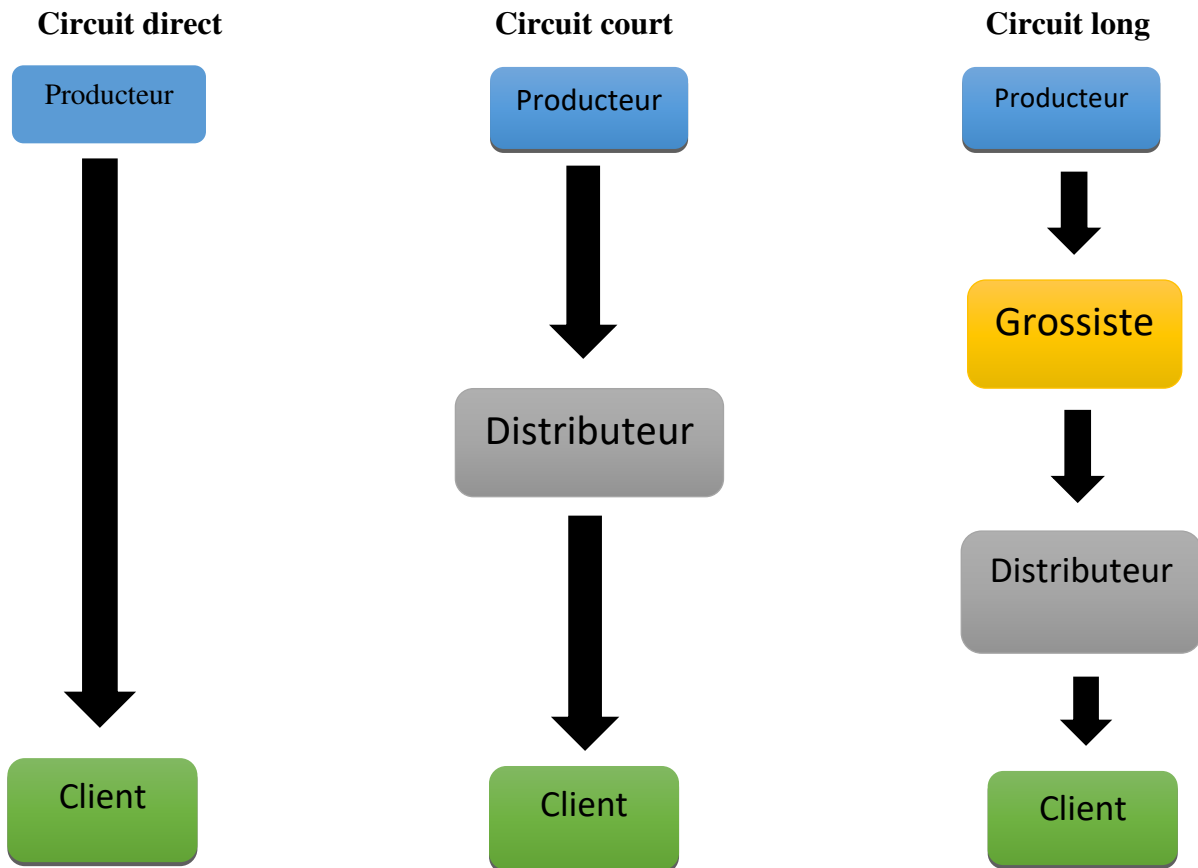 Circuit direct
Producteur
Client
Circuit court
Producteur
Distributeur
Client
Circuit long
Producteur
Grossiste
Distributeur
Client